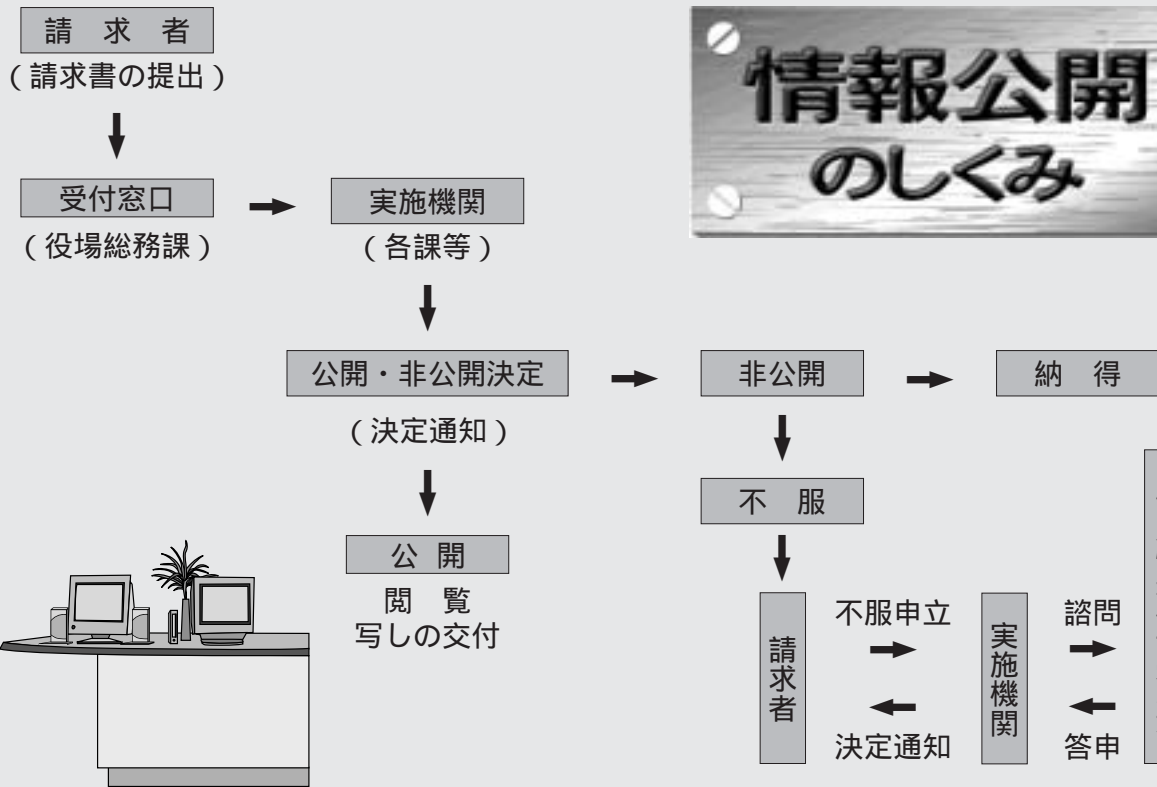 請求者
(請求書の提出)
情報公開
のしくみ
受付窓口
(役場総務課)
実施機関
(各課等)
公開・非公開決定
(決定通知)
非公開
納得
不服
公開
閲覧
写しの交付
請求者
不服申立
決定通知
実施機関
諮問
答申